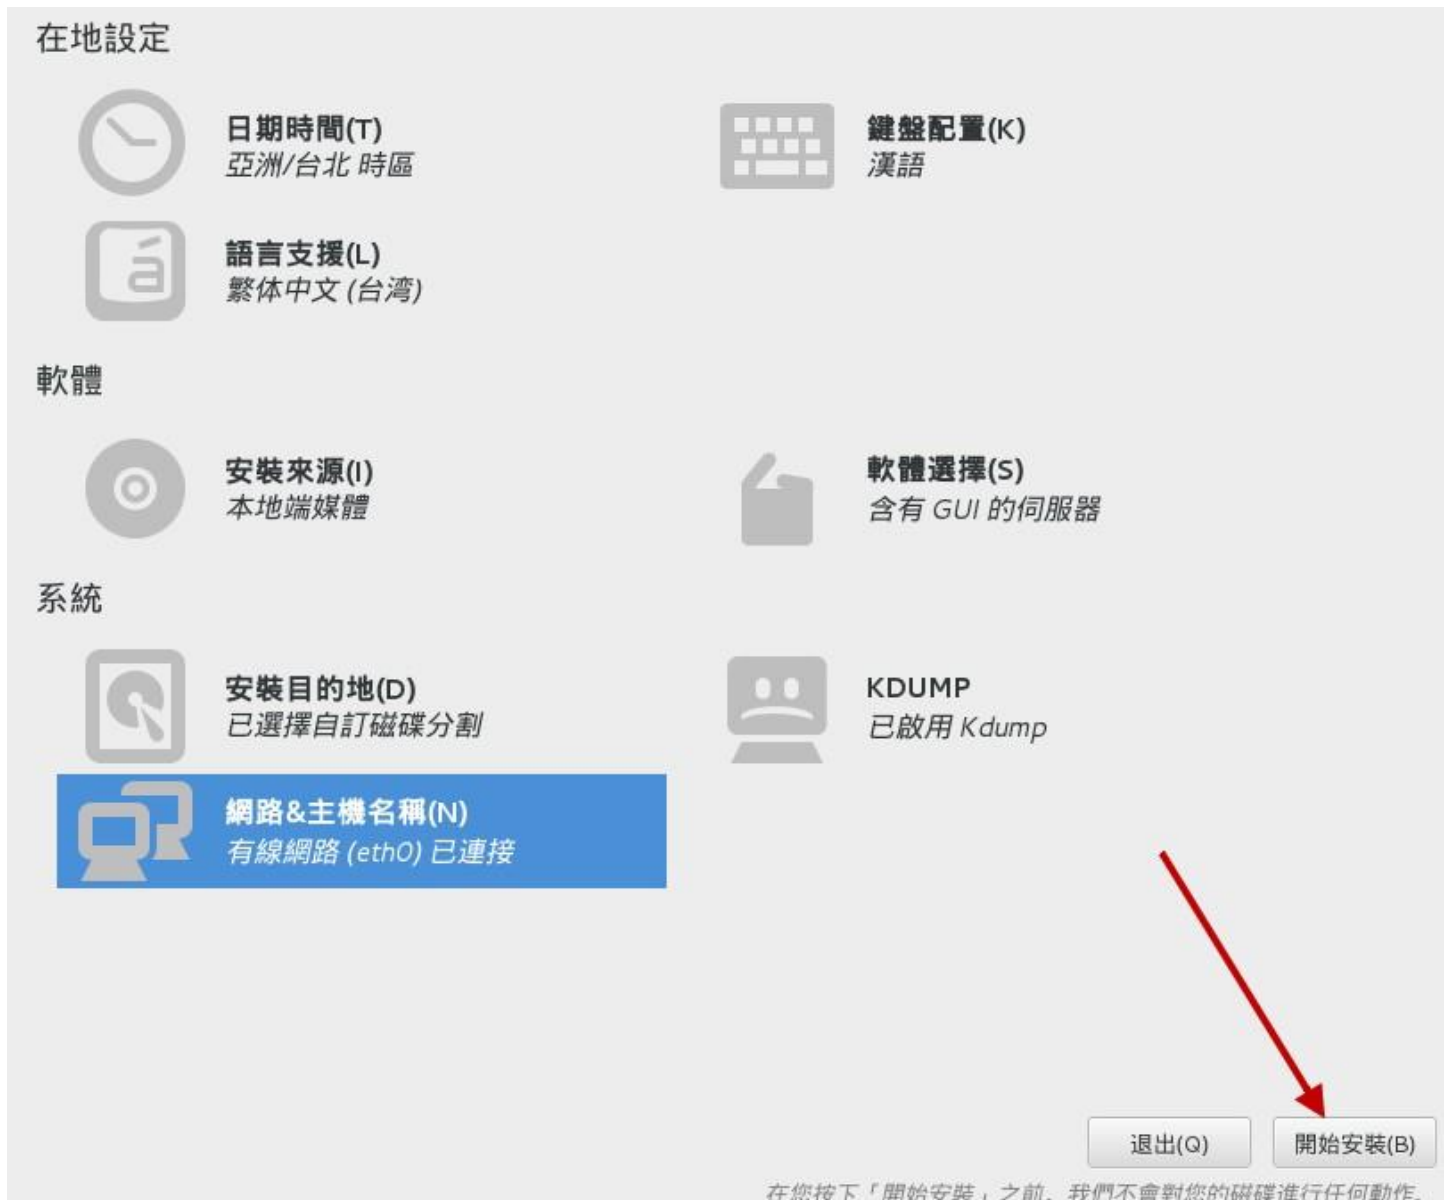 在地設定
日期時間(T)
亞洲/台北 時區
鍵盤配置(K)
漢語
語言支援(L)
繁体中文 (台湾)
軟體
安裝來源(I)
本地端媒體
軟體選擇(S)
含有 GUI 的伺服器
系統
安裝目的地(D)
已選擇自訂磁碟分割
KDUMP
已啟用 Kdump
網路&主機名稱(N)
有線網路 (eth0) 已連接
退出(Q)
開始安裝(B)
在您按下「開始安裝」之前，我們不會對您的磁碟進行任何動作。